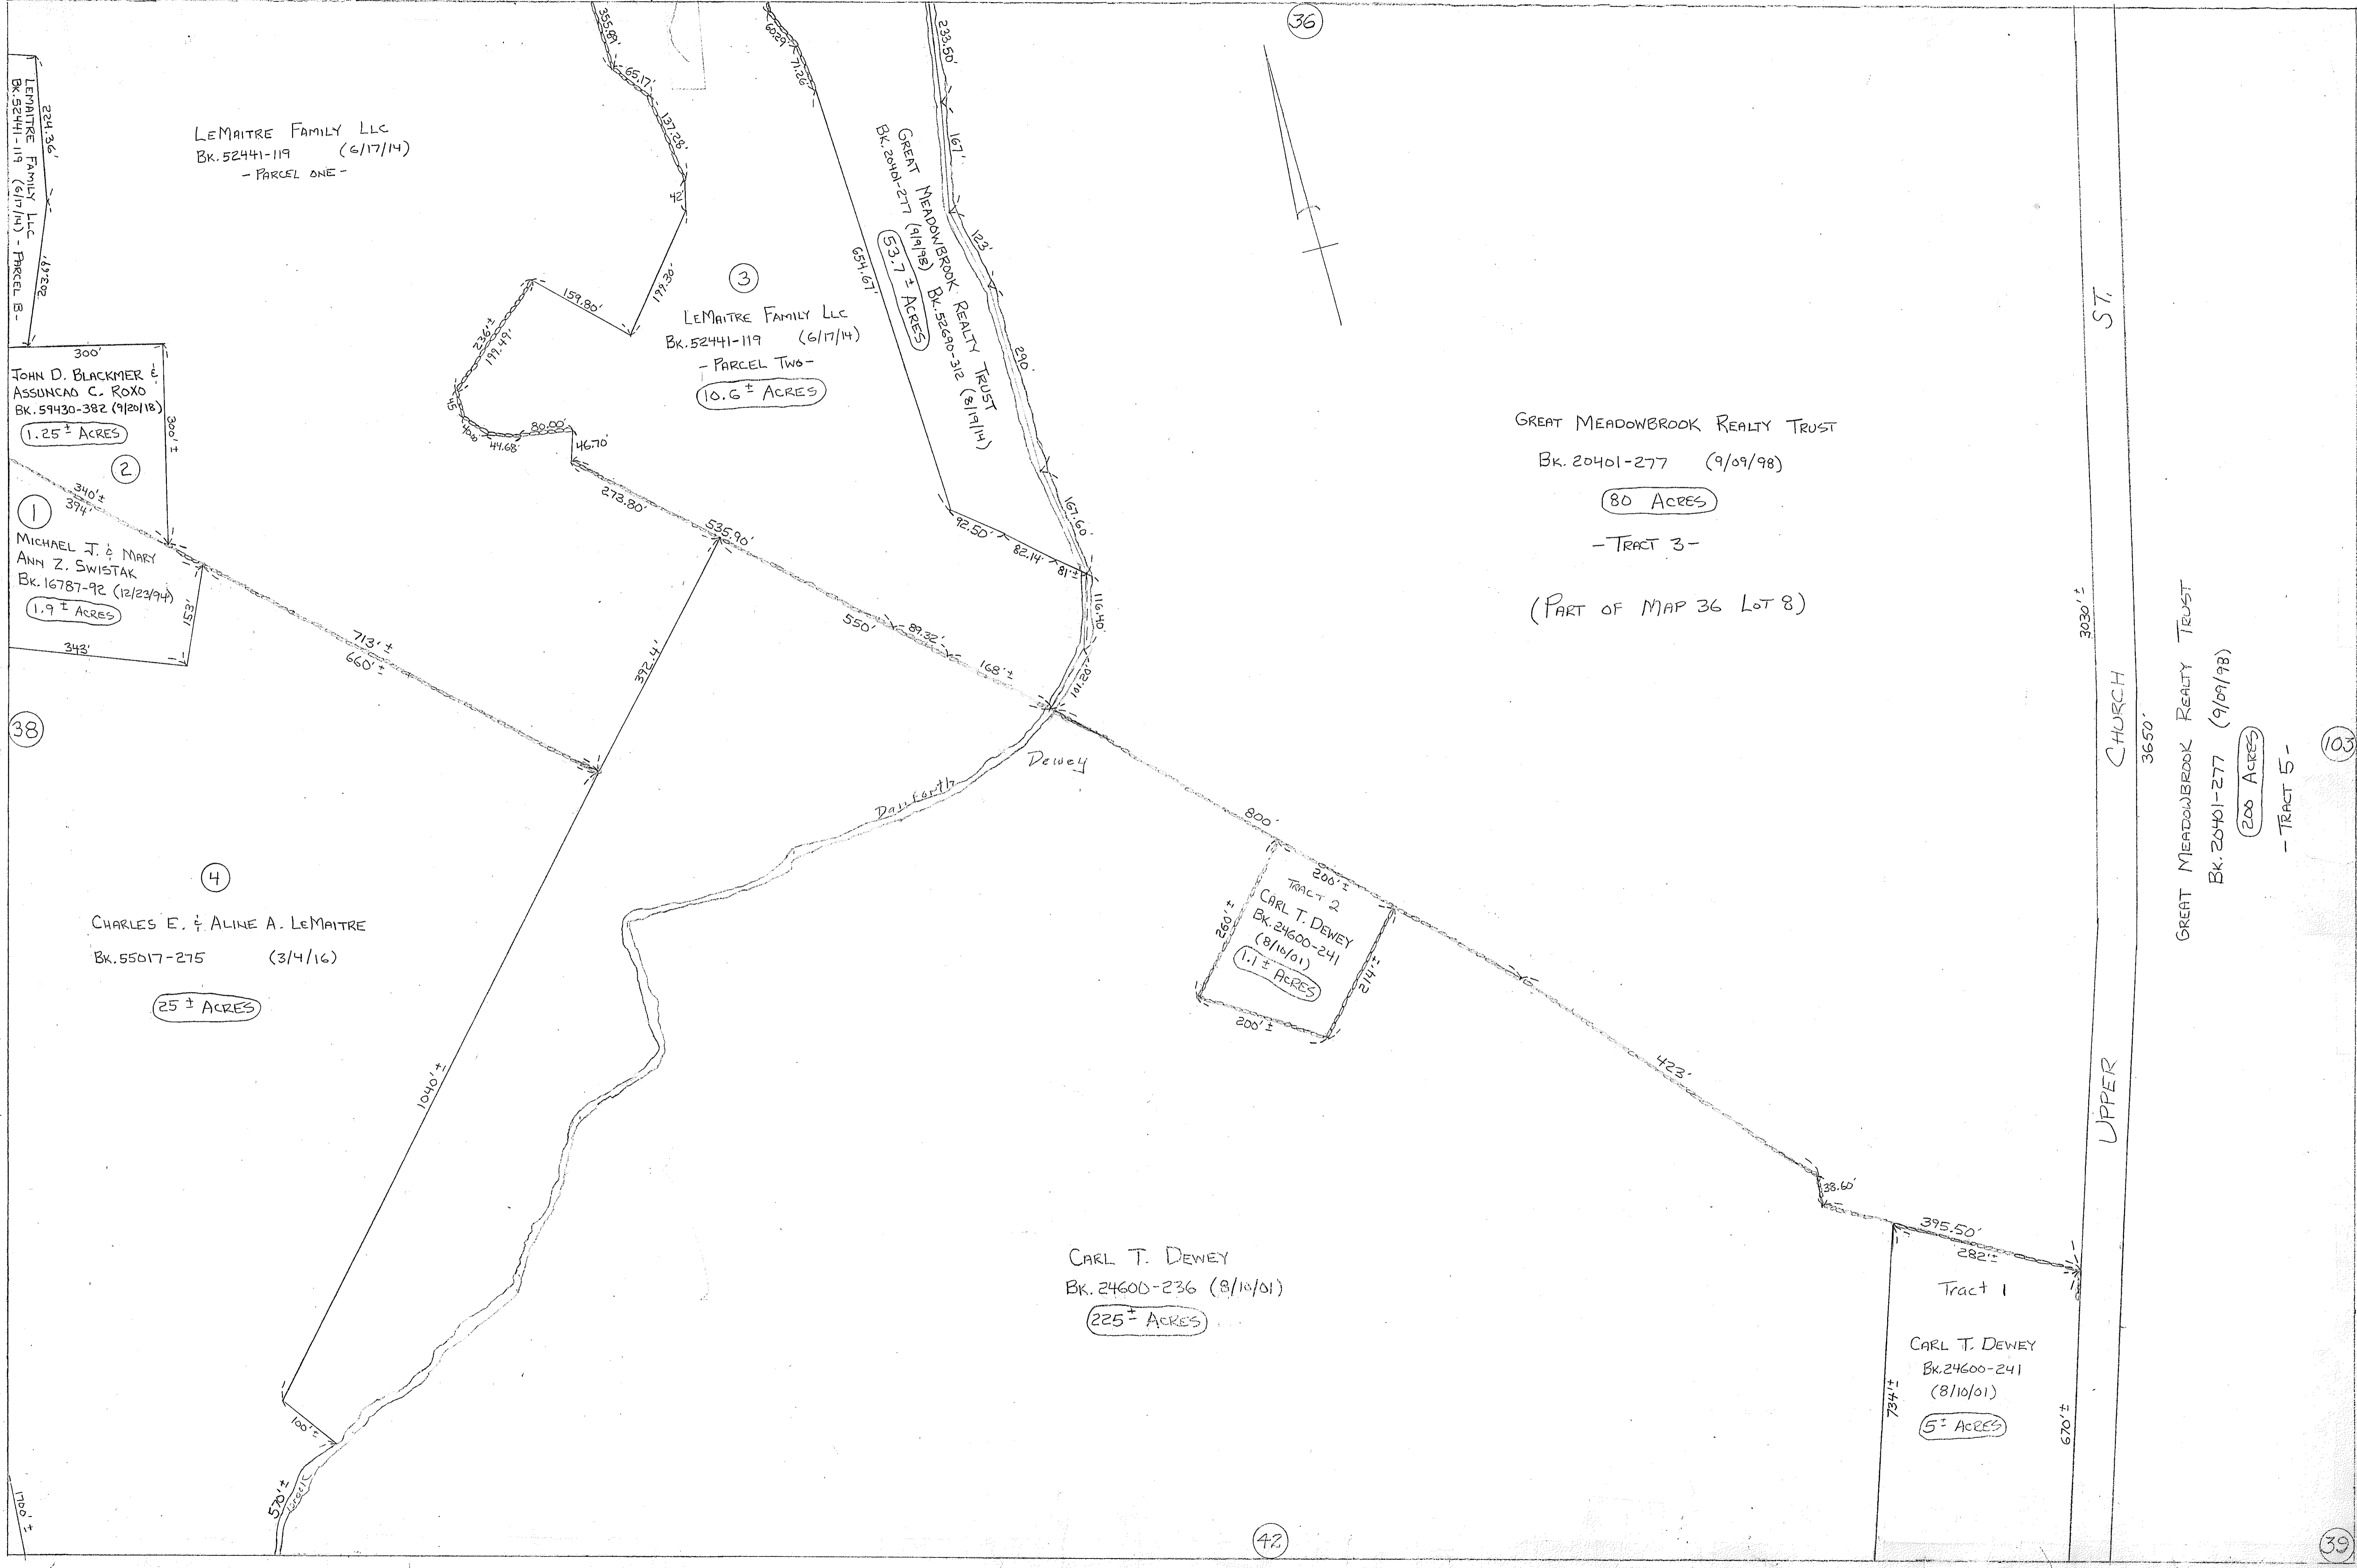 36
355.89'
65.17'
137.28'
42'
199.30'
159.80'
236'±
199.49'
45'
44.68'
80.00'
46.70'
60.29'
71.26'
654.67'
233.50'
167'
123'
290'
167.60'
92.50'
82.14'
81'±
116.40'
101.20'
224.36'
203.69'
LEMAITRE FAMILY LLC
BK.52441-119 (6/17/14) - PARCEL B -
LEMAITRE FAMILY LLC
BK.52441-119 (6/17/14)
- PARCEL ONE -
3
LEMAITRE FAMILY LLC
BK.52441-119 (6/17/14)
- PARCEL TWO -
10.6 ± ACRES
GREAT MEADOWBROOK REALTY TRUST
BK.20401-277 (9/9/98) BK.52690-312 (8/19/14)
53.7 ± ACRES
300'
JOHN D. BLACKMER &
ASSUNCAO C. ROXO
BK.59430-382 (9/20/18)
1.25 ± ACRES
300'±
2
340'±
394'
1
MICHAEL J. & MARY
ANN Z. SWISTAK
BK.16787-92 (12/23/94)
1.9 ± ACRES
153'
343'
273.80'
535.90'
713'±
660'±
392.4'
550'
89.32'
168'±
GREAT MEADOWBROOK REALTY TRUST
BK.20401-277 (9/09/98)
80 ACRES
- TRACT 3 -
(PART OF MAP 36 LOT 8)
38
Dewey
Danforth
800'
200'±
TRACT 2
CARL T. DEWEY
BK.24600-241
(8/10/01)
1.1 ± ACRES
260'±
214'±
200'±
4
CHARLES E. & ALINE A. LEMAITRE
BK.55017-275 (3/4/16)
25 ± ACRES
1040'±
423'
33.60'
395.50'
282'±
Tract 1
CARL T. DEWEY
BK.24600-241
(8/10/01)
5 ± ACRES
734'±
670'±
CARL T. DEWEY
BK.24600-236 (8/10/01)
225 ± ACRES
100'±
570'±
1700'±
UPPER CHURCH ST.
3030'±
3650'
GREAT MEADOWBROOK REALTY TRUST
BK.20401-277 (9/09/98)
200 ACRES
- TRACT 5 -
103
42
39